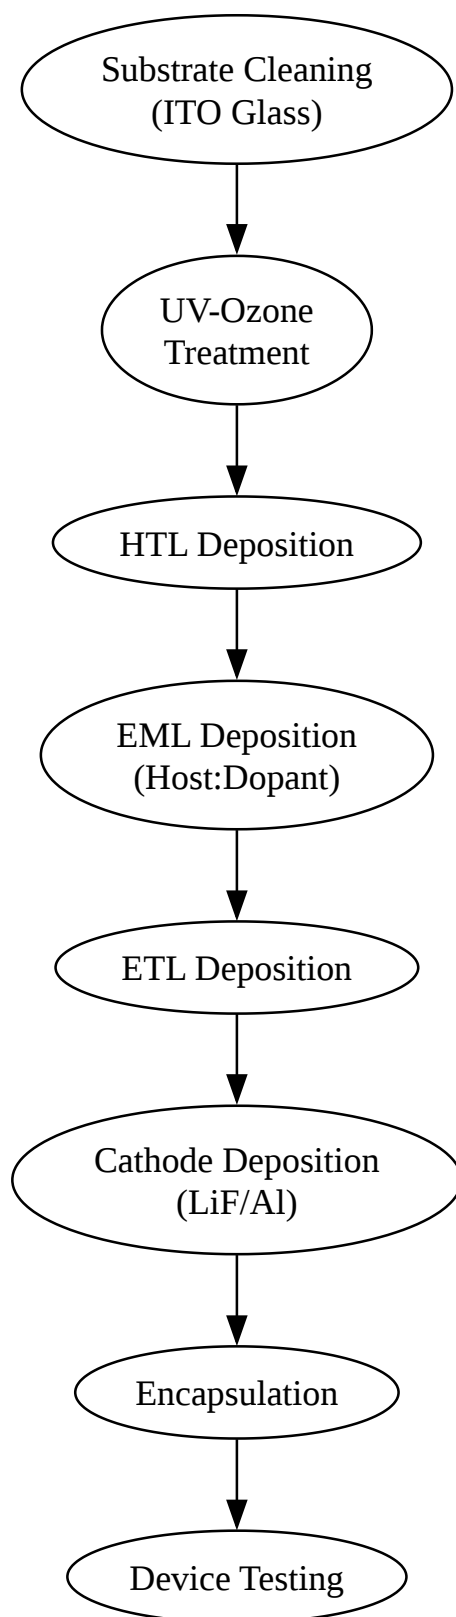 Substrate Cleaning
(ITO Glass)
UV-Ozone
Treatment
HTL Deposition
EML Deposition
(Host:Dopant)
ETL Deposition
Cathode Deposition
(LiF/Al)
Encapsulation
Device Testing